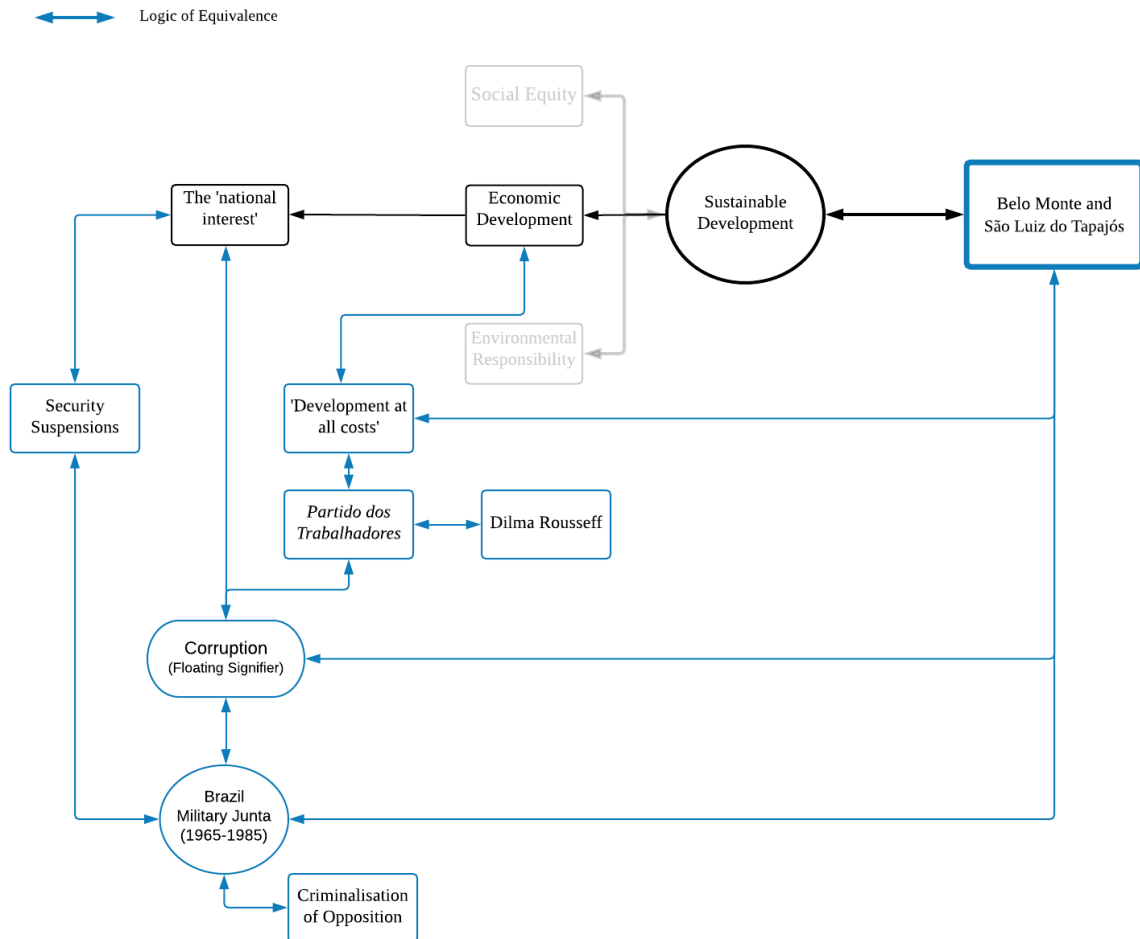 Logic of Equivalence
Social Equity
The 'national
interest'
Economic
Development
Sustainable
Development
Belo Monte and
São Luiz do Tapajós
Environmental
Responsibility
Security
Suspensions
'Development at
all costs'
Partido dos
Trabalhadores
Dilma Rousseff
Corruption
(Floating Signifier)
Brazil
Military Junta
(1965-1985)
Criminalisation
of Opposition